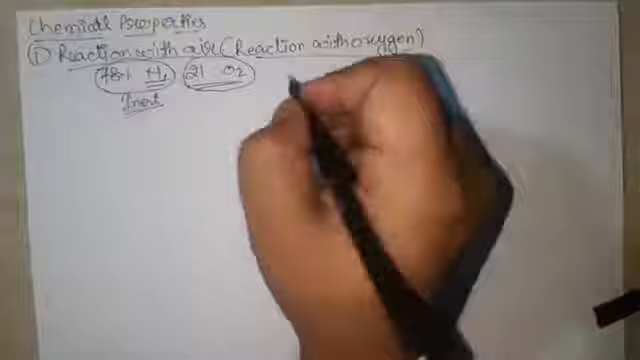 Chemical Properties
① Reaction with air (Reaction with oxygen)
78% N₂ 21 O₂
Inert